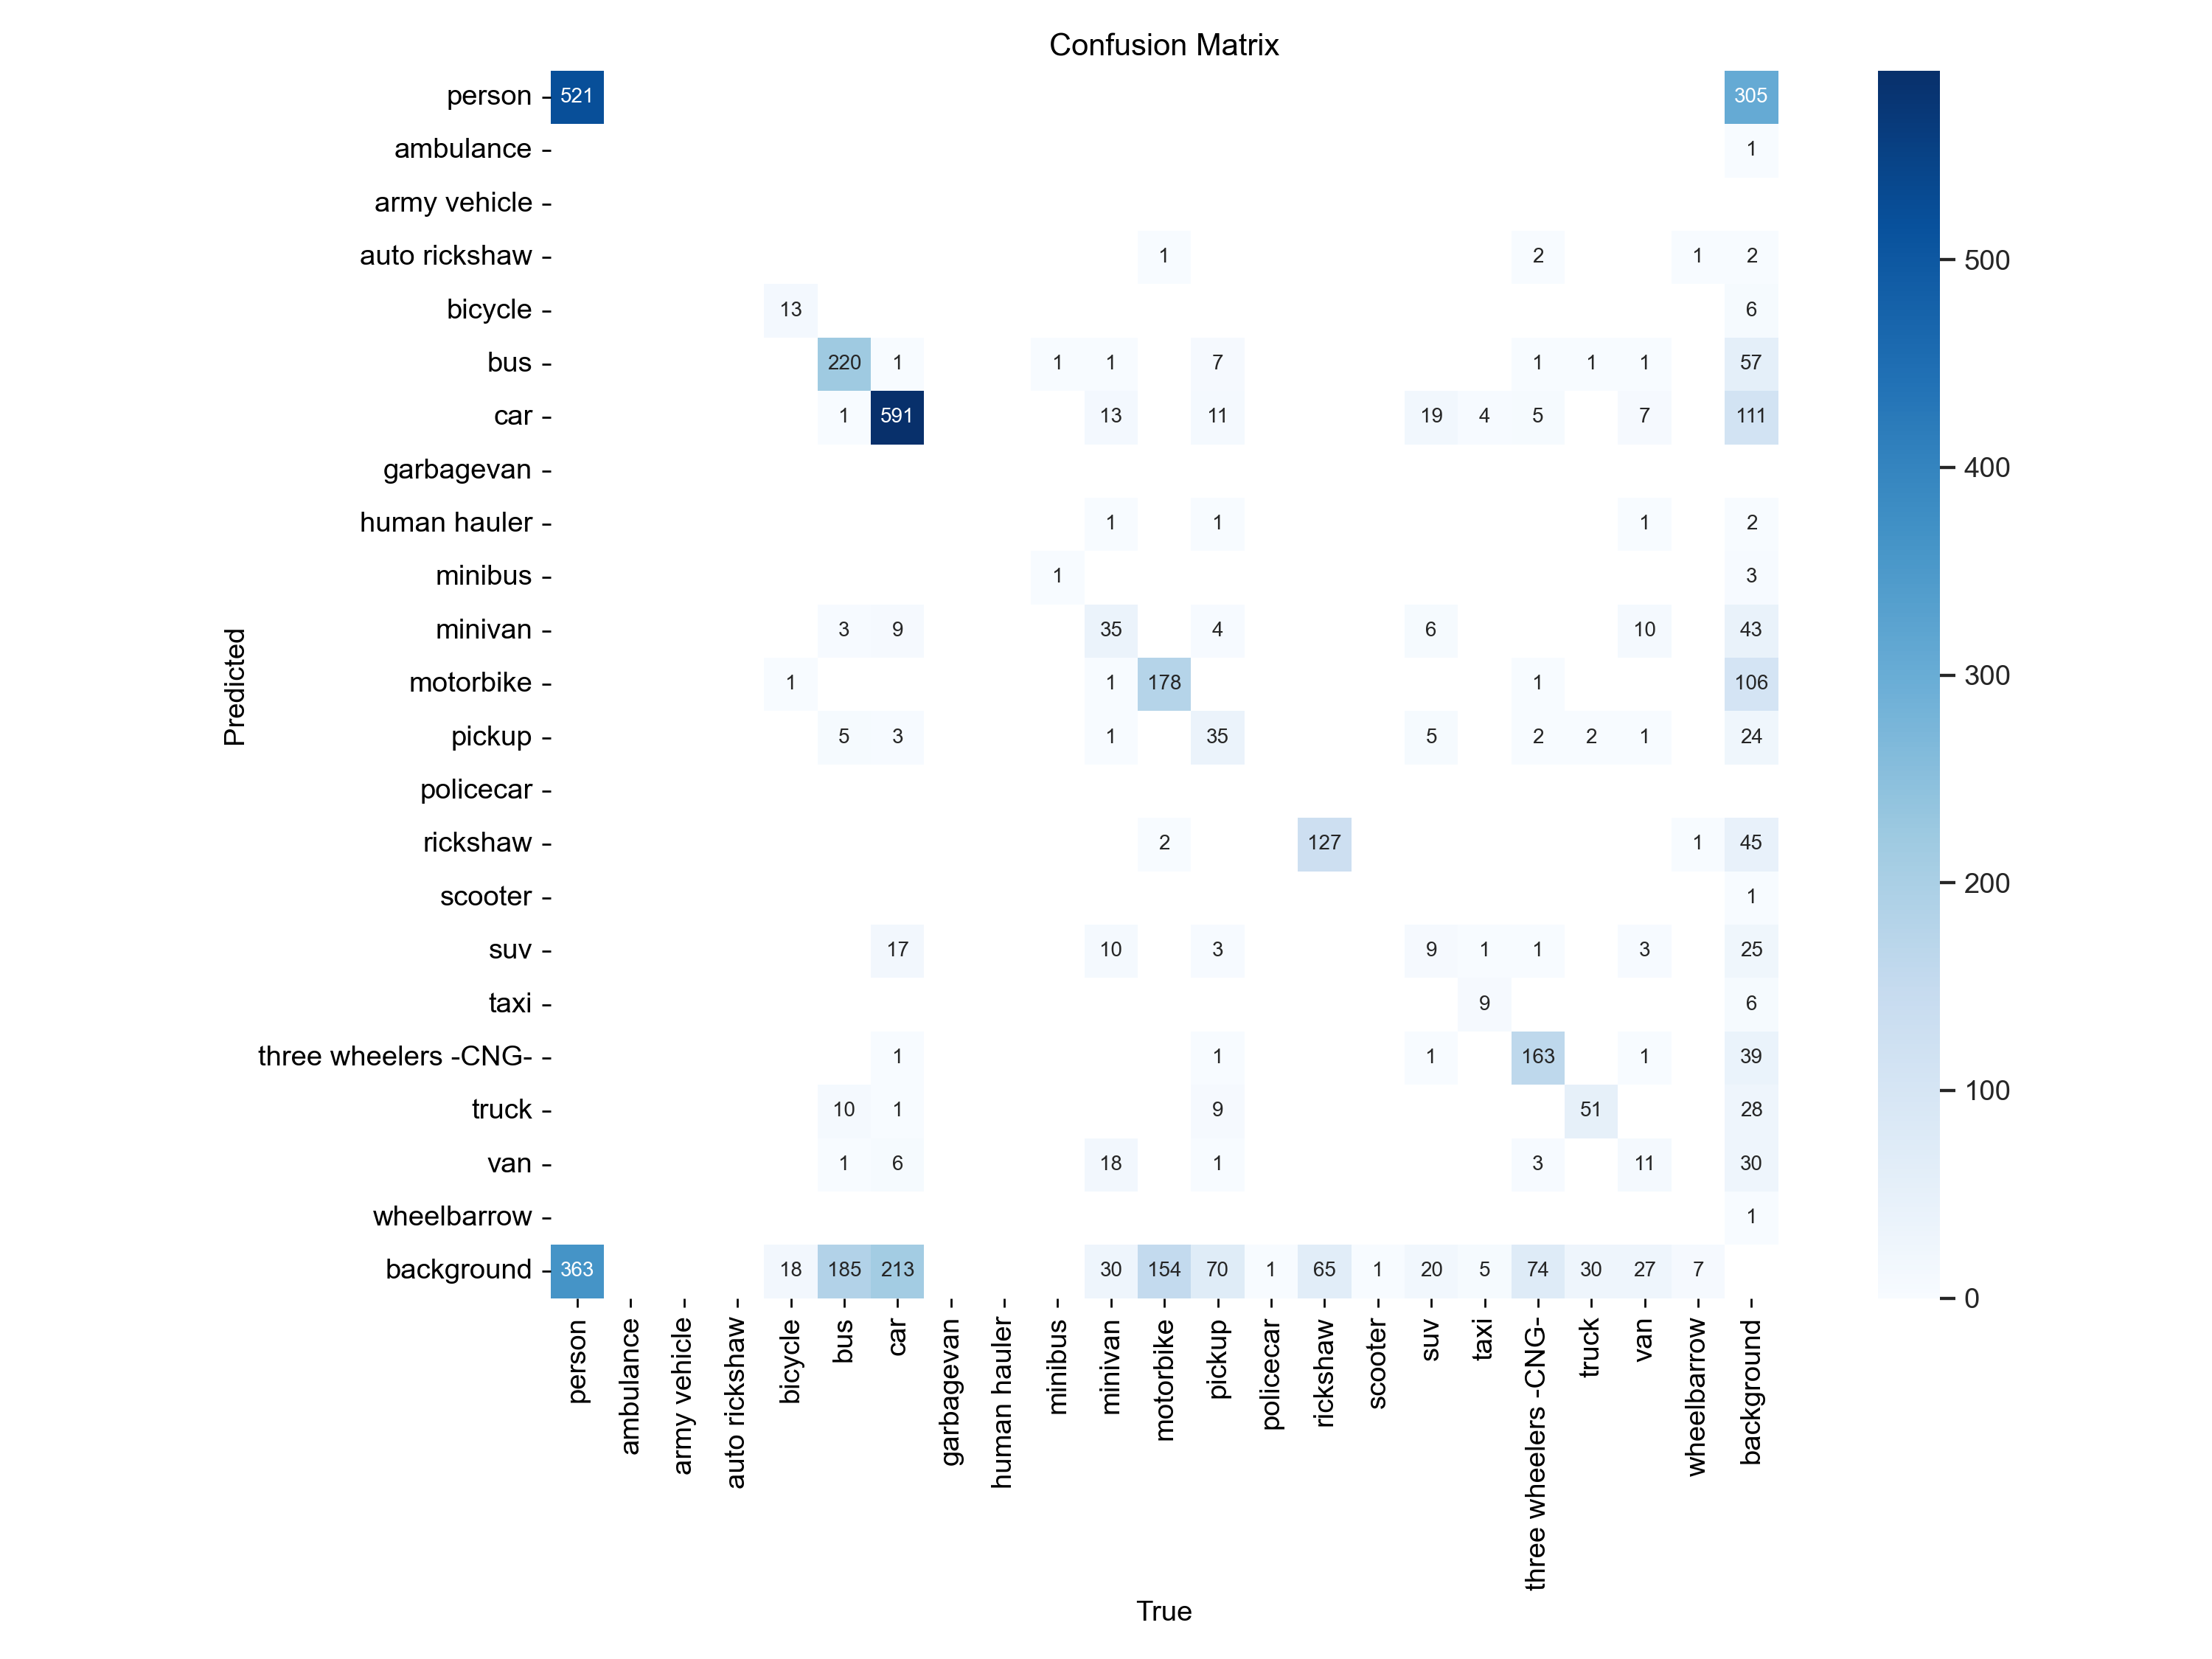 Confusion Matrix
person 521 305
ambulance 1
army vehicle
auto rickshaw 1 2 1 2
500
bicycle 13 6
bus 220 1 1 1 7 1 1 1 57
car 1 591 13 11 19 4 5 7 111
400
garbagevan
human hauler 1 1 1 2
minibus 1 3
minivan 3 9 35 4 6 10 43
300
motorbike 1 1 178 1 106
pickup 5 3 1 35 5 2 2 1 24
policecar
rickshaw 2 127 1 45
200
scooter 1
suv 17 10 3 9 1 1 3 25
taxi 9 6
three wheelers -CNG- 1 1 1 163 1 39
100
truck 10 1 9 51 28
van 1 6 18 1 3 11 30
wheelbarrow 1
background 363 18 185 213 30 154 70 1 65 1 20 5 74 30 27 7
0
Predicted
person
ambulance
army vehicle
auto rickshaw
bicycle
bus
car
garbagevan
human hauler
minibus
minivan
motorbike
pickup
policecar
rickshaw
scooter
suv
taxi
three wheelers -CNG-
truck
van
wheelbarrow
background
True